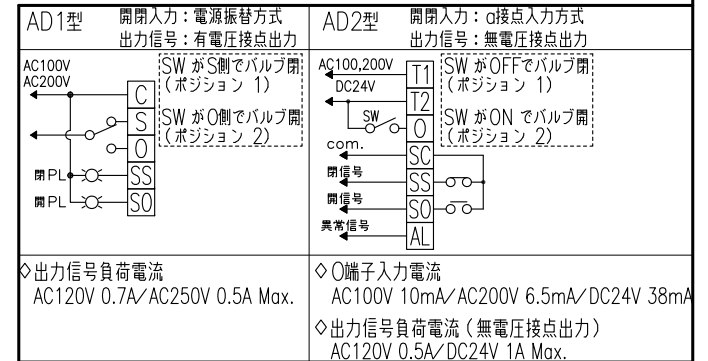 AD1型 開閉入力：電源振替方式
出力信号：有電圧接点出力
AC100V
AC200V
SW がS側でバルブ閉
(ポジション 1)
SW がO側でバルブ開
(ポジション 2)
C
S
O
閉PL
SS
開PL
SO
◇出力信号負荷電流
AC120V 0.7A/AC250V 0.5A Max.
AD2型 開閉入力：a接点入力方式
出力信号：無電圧接点出力
AC100,200V
DC24V
T1
T2
SW
O
SW がOFFでバルブ閉
(ポジション 1)
SW がON でバルブ開
(ポジション 2)
com.
SC
閉信号
SS
開信号
SO
異常信号
AL
◇O端子入力電流
AC100V 10mA/AC200V 6.5mA/DC24V 38mA
◇出力信号負荷電流（無電圧接点出力）
AC120V 0.5A/DC24V 1A Max.